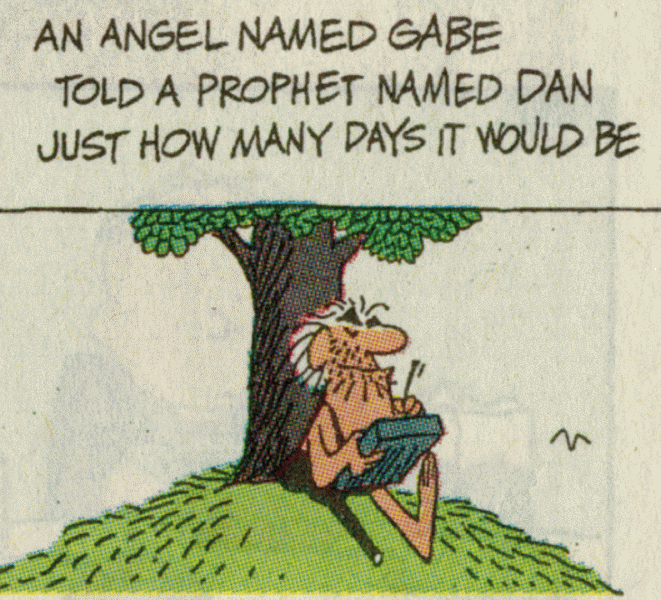 AN ANGEL NAMED GABE
TOLD A PROPHET NAMED DAN
JUST HOW MANY DAYS IT WOULD BE